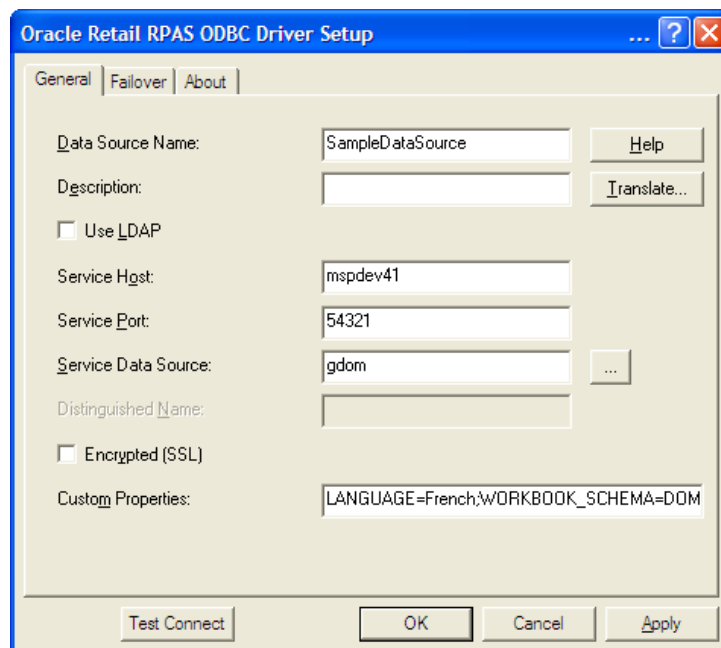 Oracle Retail RPAS ODBC Driver Setup ... ?
General Failover About
Data Source Name: SampleDataSource Help
Description: Translate...
Use LDAP
Service Host: mspdev41
Service Port: 54321
Service Data Source: gdom ...
Distinguished Name:
Encrypted (SSL)
Custom Properties: LANGUAGE=French;WORKBOOK_SCHEMA=DOM
Test Connect OK Cancel Apply